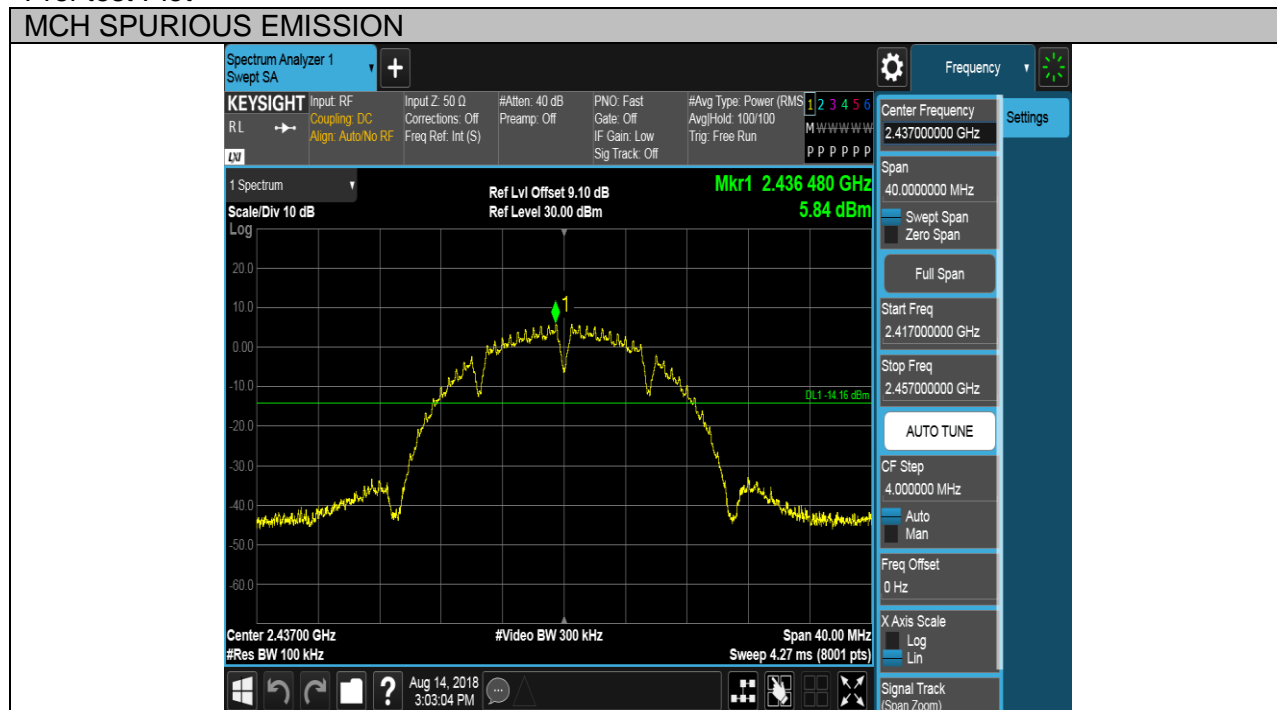 MCH SPURIOUS EMISSION
Spectrum Analyzer 1
Swept SA
+
Frequency
KEYSIGHT
RL
LXI
Input: RF
Coupling: DC
Align: Auto/No RF
Input Z: 50 Ω
Corrections: Off
Freq Ref: Int (S)
#Atten: 40 dB
Preamp: Off
PNO: Fast
Gate: Off
IF Gain: Low
Sig Track: Off
#Avg Type: Power (RMS
Avg|Hold: 100/100
Trig: Free Run
1 2 3 4 5 6
M W W W W W
P P P P P P
Center Frequency
2.437000000 GHz
Settings
1 Spectrum
Ref Lvl Offset 9.10 dB
Mkr1 2.436 480 GHz
Scale/Div 10 dB
Ref Level 30.00 dBm
5.84 dBm
Log
20.0
10.0
0.00
-10.0
-20.0
-30.0
-40.0
-50.0
-60.0
1
DL1 -14.16 dBm
Center 2.43700 GHz
#Video BW 300 kHz
Span 40.00 MHz
#Res BW 100 kHz
Sweep 4.27 ms (8001 pts)
Span
40.0000000 MHz
Swept Span
Zero Span
Full Span
Start Freq
2.417000000 GHz
Stop Freq
2.457000000 GHz
AUTO TUNE
CF Step
4.000000 MHz
Auto
Man
Freq Offset
0 Hz
X Axis Scale
Log
Lin
Signal Track
(Span Zoom)
?
Aug 14, 2018
3:03:04 PM